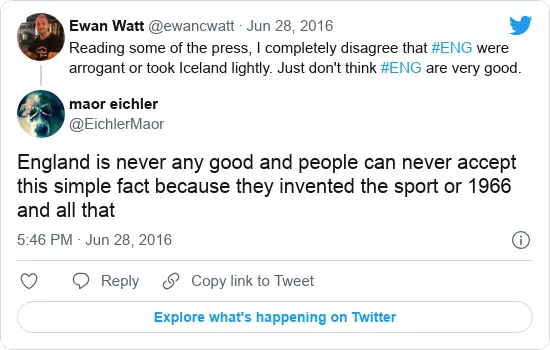 Ewan Watt @ewancwatt · Jun 28, 2016
Reading some of the press, I completely disagree that #ENG were
arrogant or took Iceland lightly. Just don't think #ENG are very good.
maor eichler
@EichlerMaor
England is never any good and people can never accept
this simple fact because they invented the sport or 1966
and all that
5:46 PM · Jun 28, 2016
Reply Copy link to Tweet
Explore what's happening on Twitter